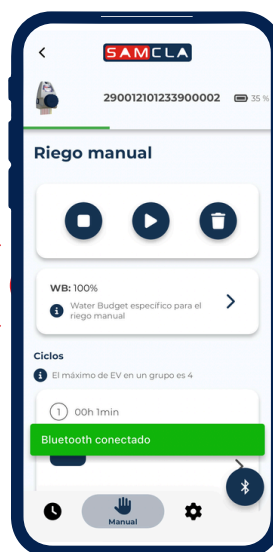 SAMCLA
290012101233900002 35 %
Riego manual
WB: 100%
Water Budget específico para el
riego manual
Ciclos
El máximo de EV en un grupo es 4
1 00h 1min
Bluetooth conectado
Manual